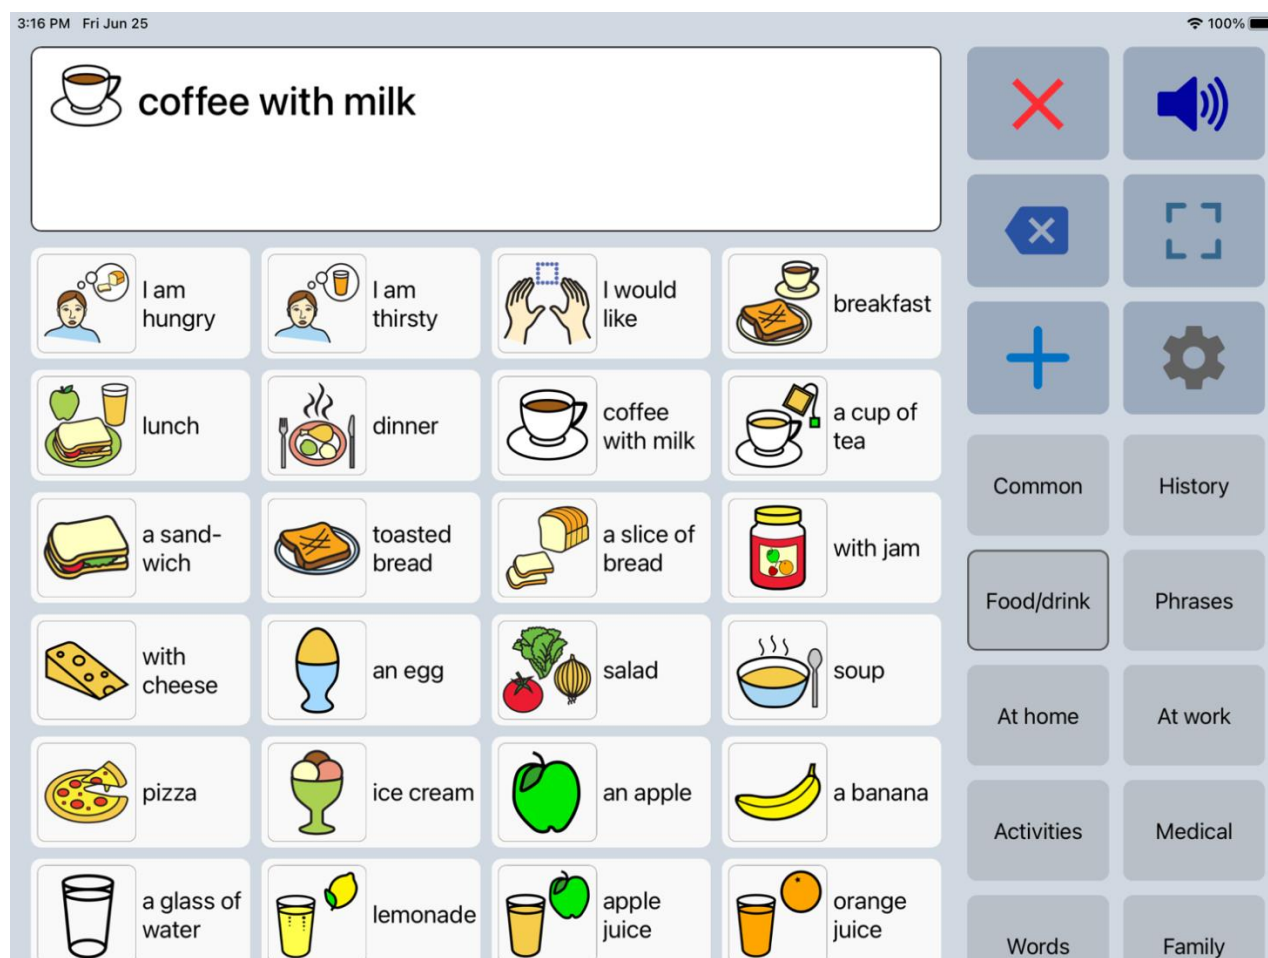 3:16 PM Fri Jun 25
100%
coffee with milk
I am
hungry
I am
thirsty
I would
like
breakfast
lunch
dinner
coffee
with milk
a cup of
tea
a sand-
wich
toasted
bread
a slice of
bread
with jam
with
cheese
an egg
salad
soup
pizza
ice cream
an apple
a banana
a glass of
water
lemonade
apple
juice
orange
juice
Common
History
Food/drink
Phrases
At home
At work
Activities
Medical
Words
Family